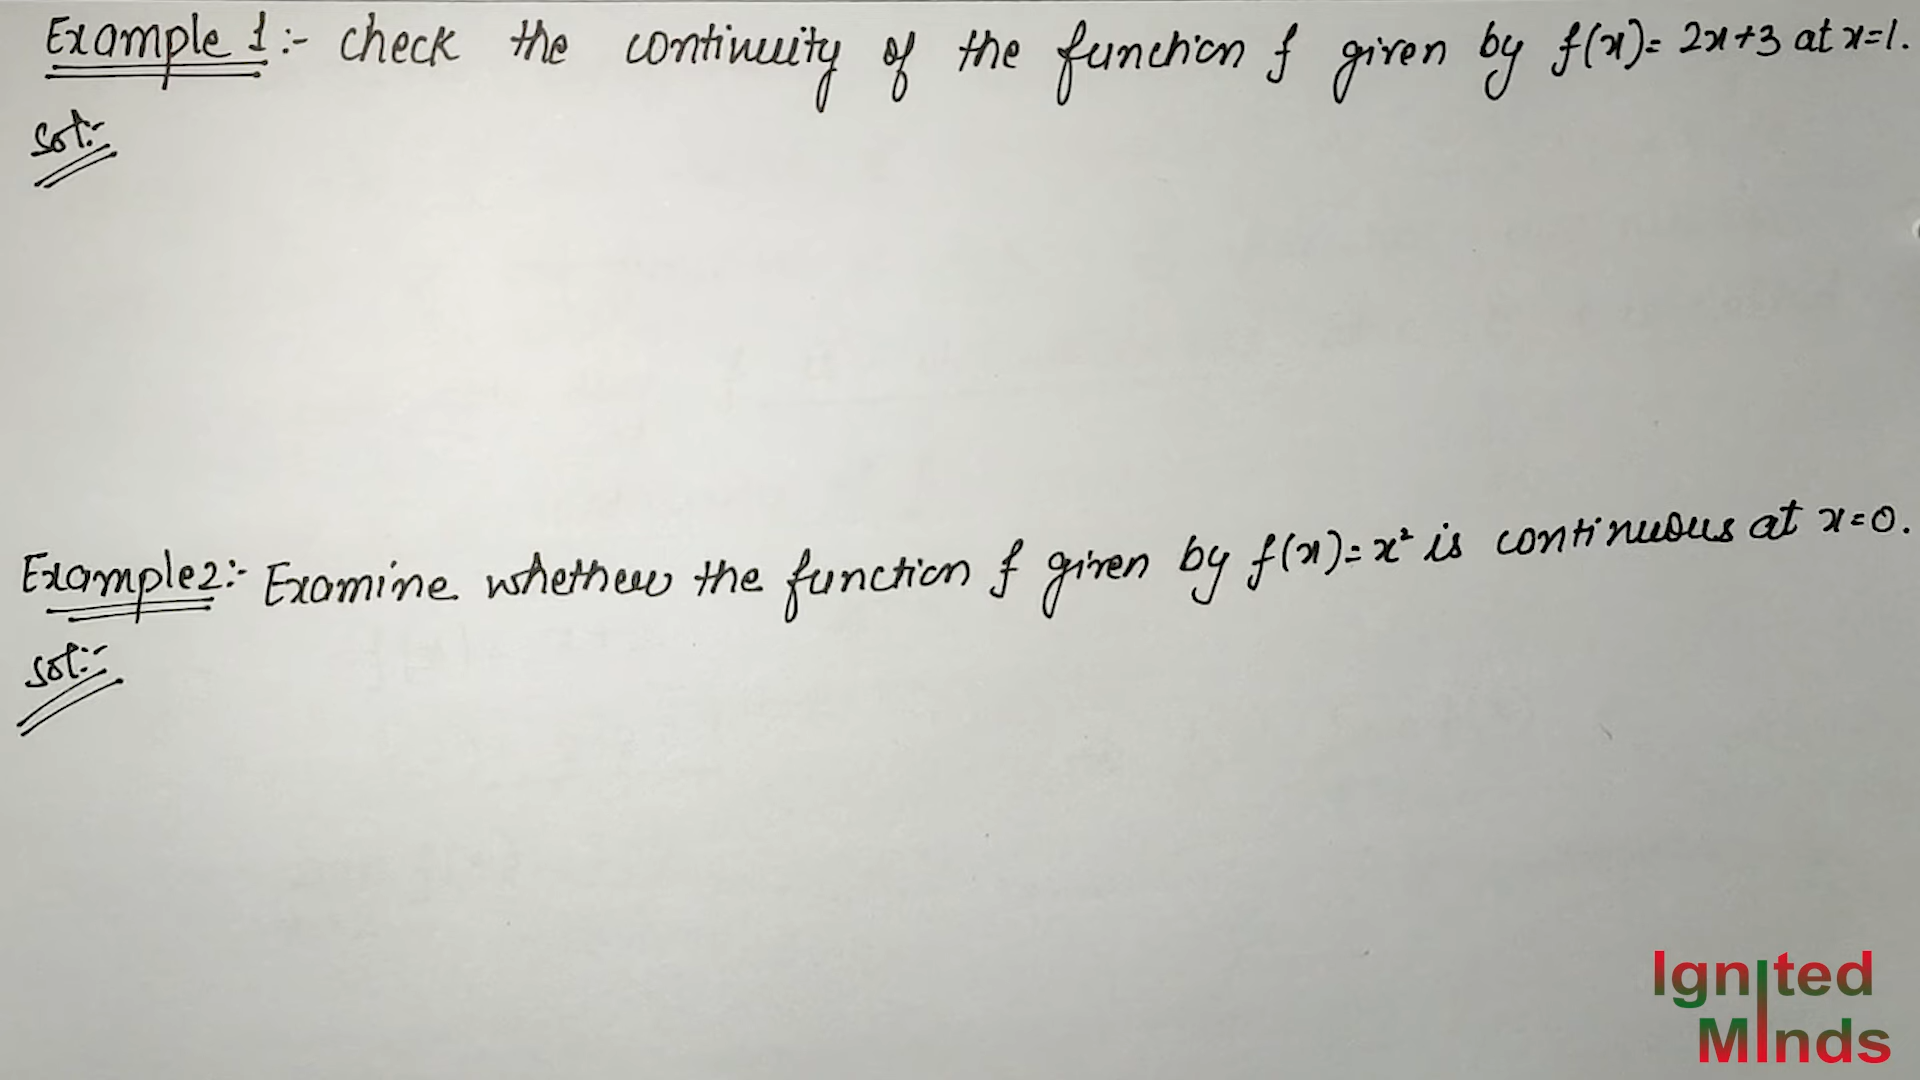 Example 1:- check the continuity of the function f given by f(x)= 2x+3 at x=1.
Sol:-
Example2:- Examine whether the function f given by f(x)=x² is continuous at x=0.
Sol:-
Ignited
Minds